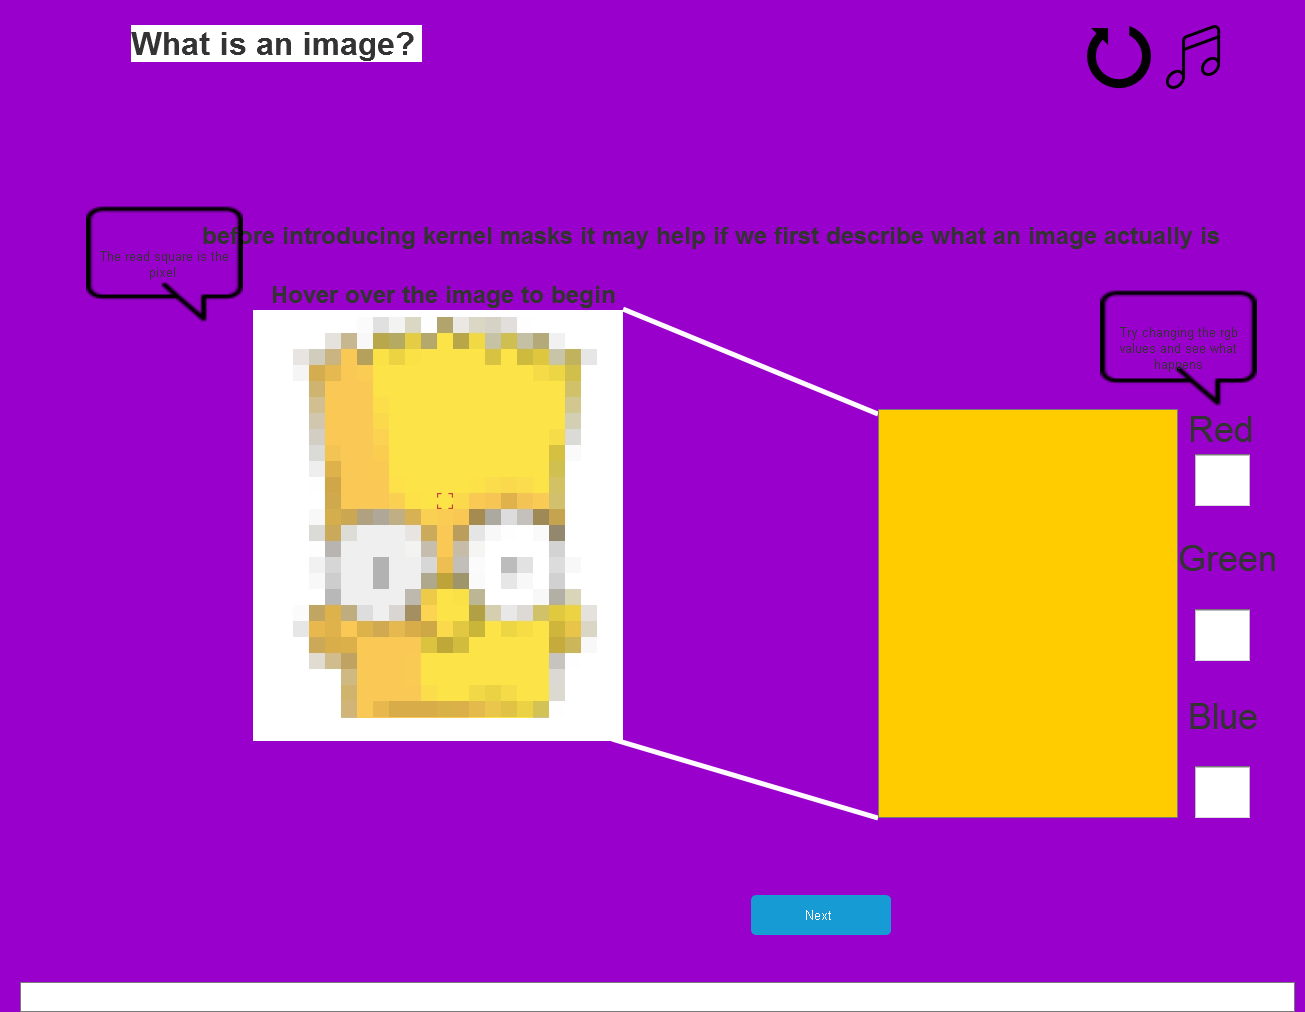 What is an image?
before introducing kernel masks it may help if we first describe what an image actually is
The read square is the
pixel
Hover over the image to begin
Try changing the rgb
values and see what
happens
Red
Green
Blue
Next